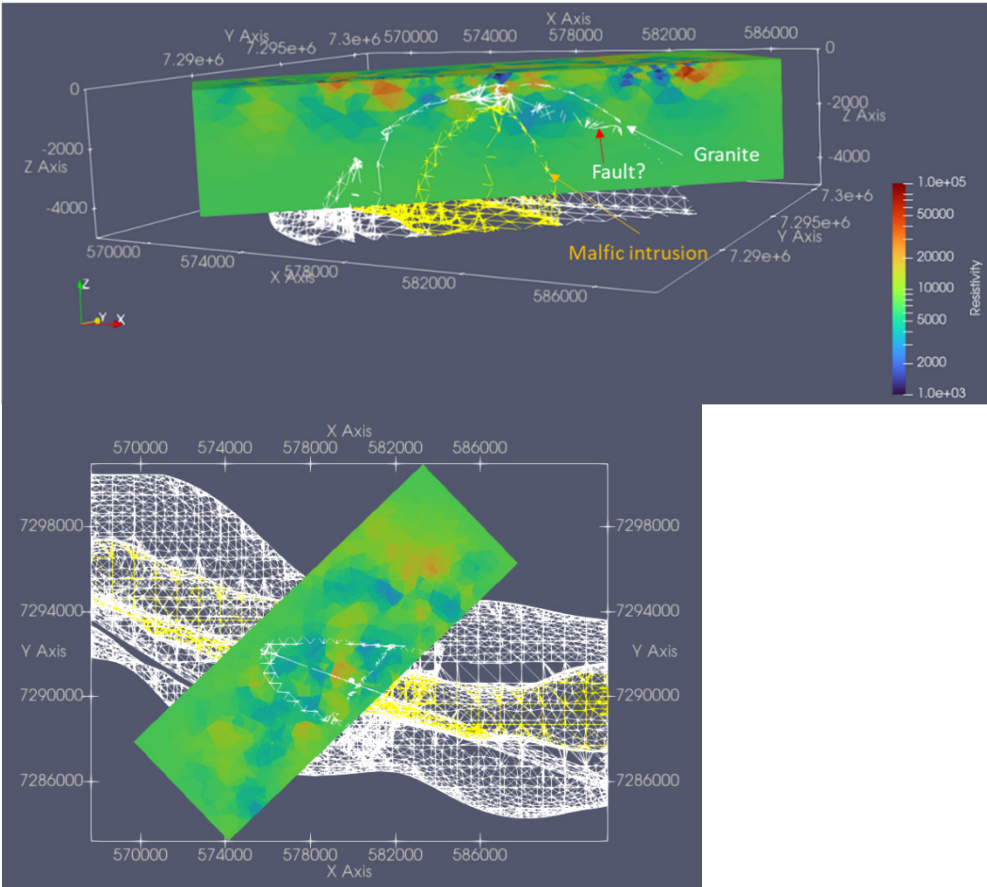 X Axis
Y Axis
7.29e+6 7.295e+6 7.3e+6 570000 574000 578000 582000 586000
0 0
-2000 -2000
Z Axis Z Axis
-4000 -4000
Granite
Fault?
Malfic intrusion
7.3e+6
7.295e+6
Y Axis
7.29e+6
570000 574000 578000 582000 586000
X Axis
Z
Y X
1.0e+05
50000
20000
10000
5000
2000
1.0e+03
Resistivity
X Axis
570000 574000 578000 582000 586000
7298000 7298000
7294000 7294000
Y Axis Y Axis
7290000 7290000
7286000 7286000
570000 574000 578000 582000 586000
X Axis